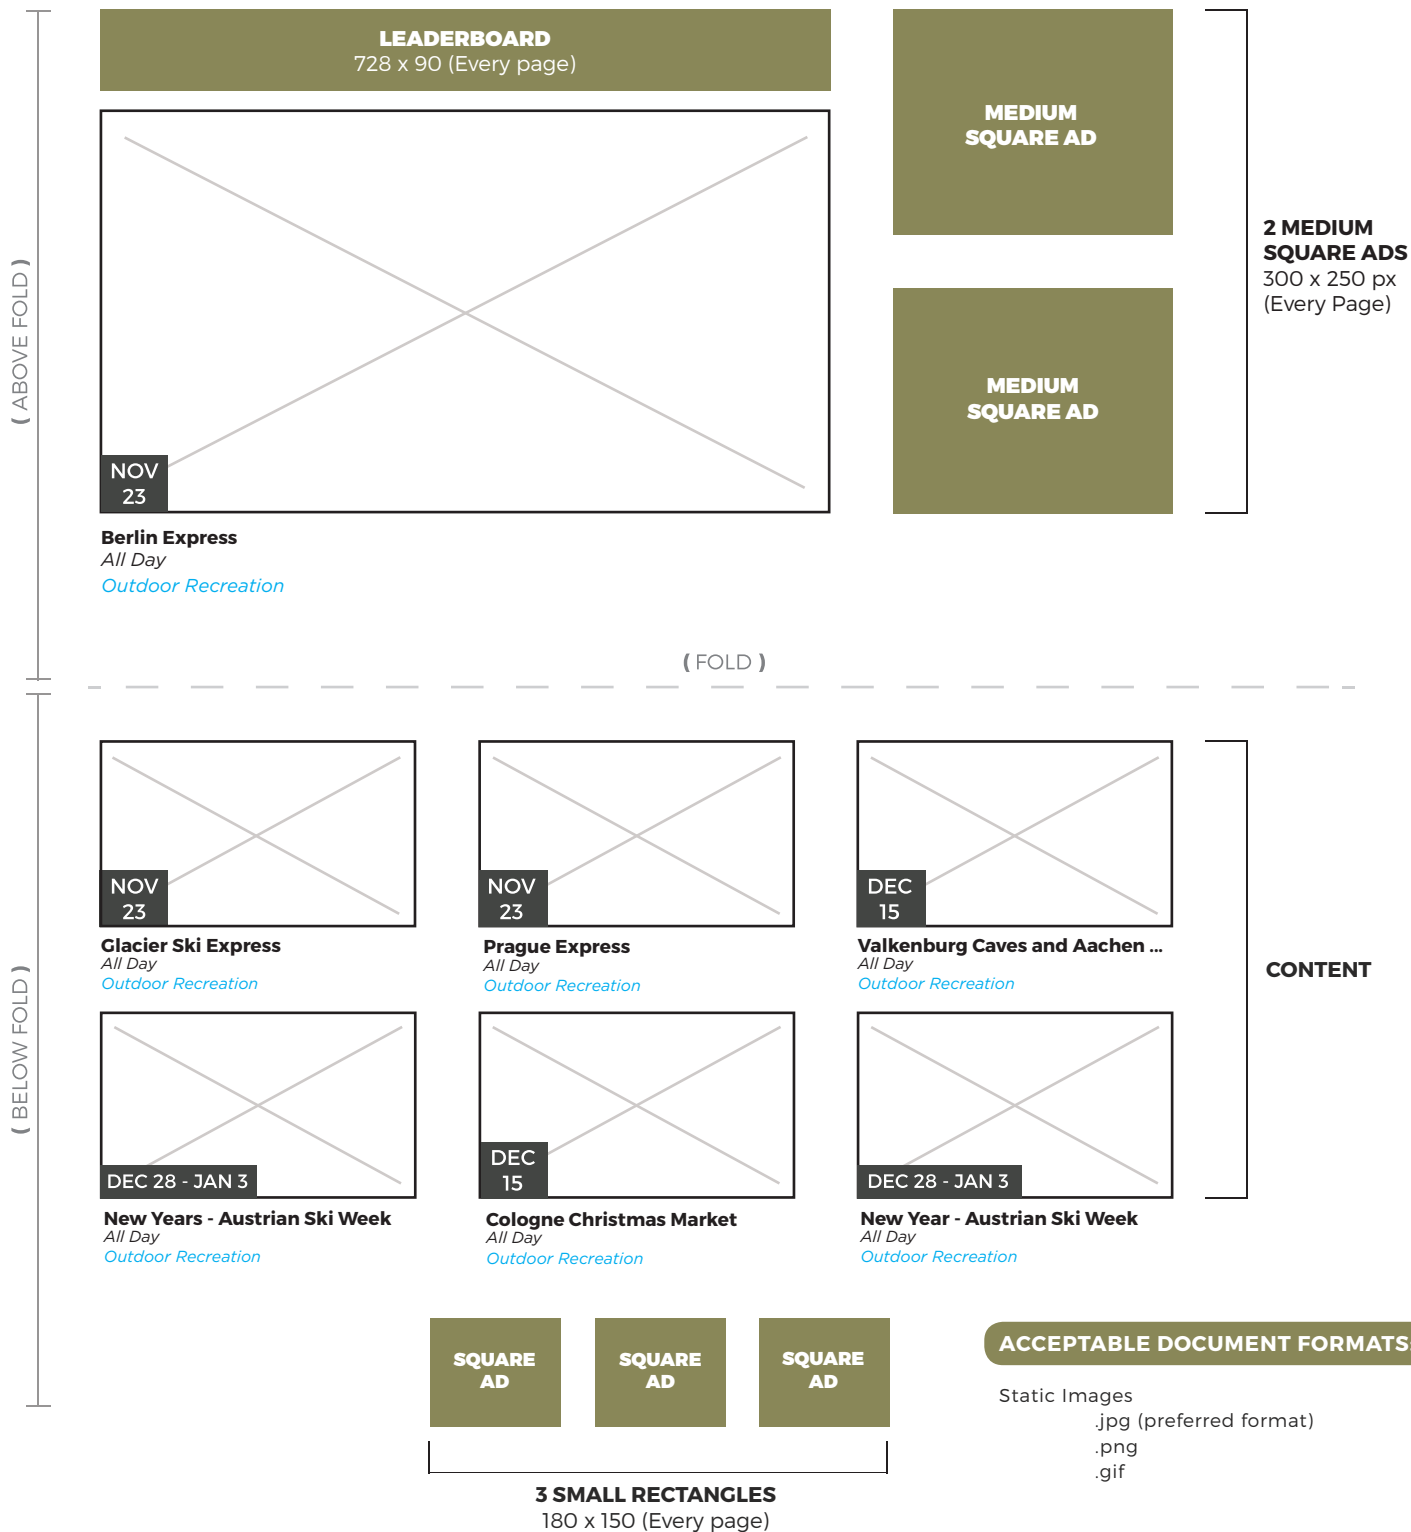 LEADERBOARD
728 x 90 (Every page)
MEDIUM
SQUARE AD
MEDIUM
SQUARE AD
2 MEDIUM
SQUARE ADS
300 x 250 px
(Every Page)
( ABOVE FOLD )
NOV
23
Berlin Express
All Day
Outdoor Recreation
( FOLD )
NOV
23
Glacier Ski Express
All Day
Outdoor Recreation
NOV
23
Prague Express
All Day
Outdoor Recreation
DEC
15
Valkenburg Caves and Aachen ...
All Day
Outdoor Recreation
CONTENT
( BELOW FOLD )
DEC 28 - JAN 3
New Years - Austrian Ski Week
All Day
Outdoor Recreation
DEC
15
Cologne Christmas Market
All Day
Outdoor Recreation
DEC 28 - JAN 3
New Year - Austrian Ski Week
All Day
Outdoor Recreation
SQUARE
AD
SQUARE
AD
SQUARE
AD
3 SMALL RECTANGLES
180 x 150 (Every page)
ACCEPTABLE DOCUMENT FORMATS:
Static Images
.jpg (preferred format)
.png
.gif